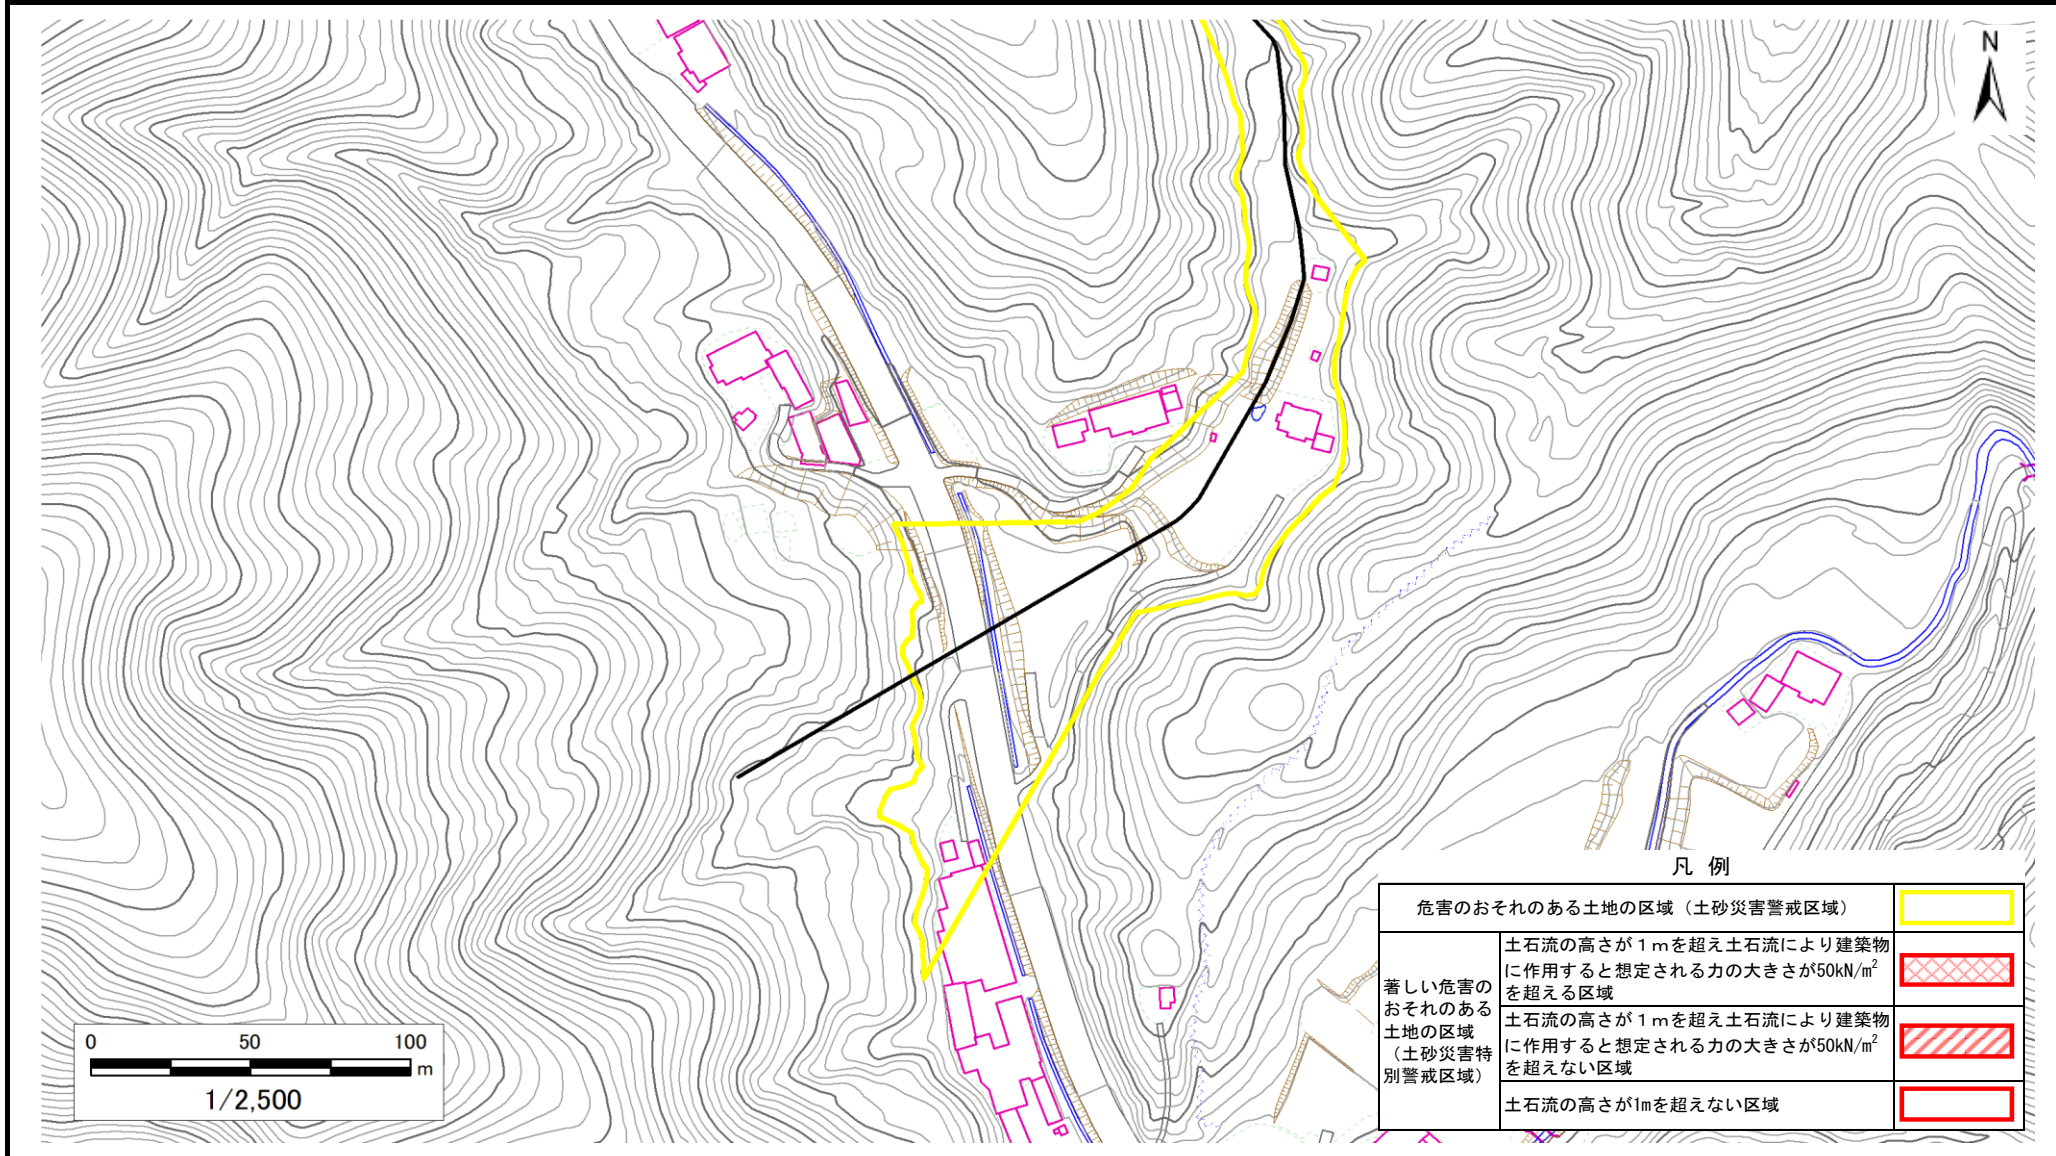 N
凡 例
危害のおそれのある土地の区域（土砂災害警戒区域）
著しい危害の
おそれのある
土地の区域
（土砂災害特
別警戒区域）
土石流の高さが１ｍを超え土石流により建築物
に作用すると想定される力の大きさが50kN/m²
を超える区域
土石流の高さが１ｍを超え土石流により建築物
に作用すると想定される力の大きさが50kN/m²
を超えない区域
土石流の高さが1mを超えない区域
0 50 100
m
1/2,500